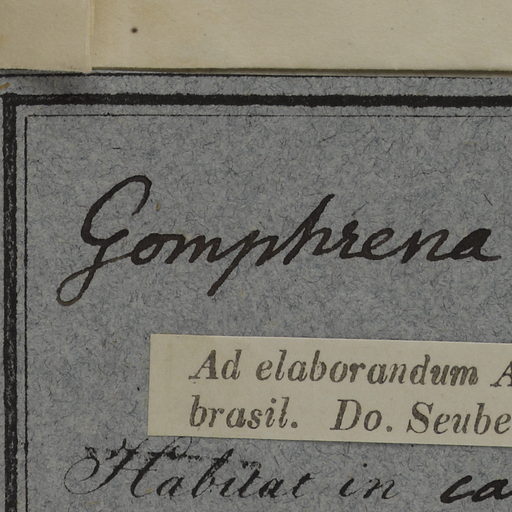 Gomphrena
Ad elaborandum A
brasil. Do. Seube
Habitat in ca